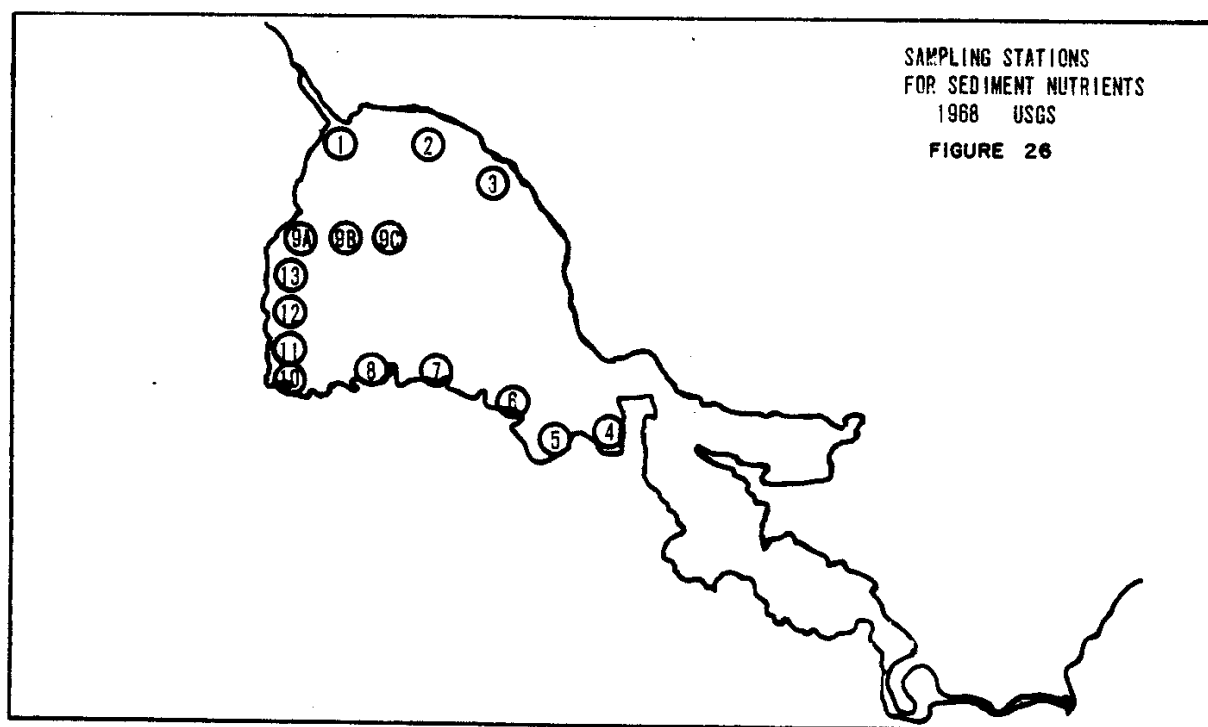 SAMPLING STATIONS
FOR SEDIMENT NUTRIENTS
1968 USGS
FIGURE 26
1
2
3
9A 9B 9C
13
12
11
10
8
7
6
5
4